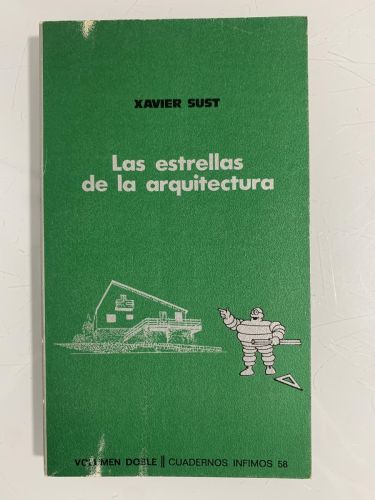 XAVIER SUST
Las estrellas
de la arquitectura
VOLUMEN DOBLE || CUADERNOS INFIMOS 58